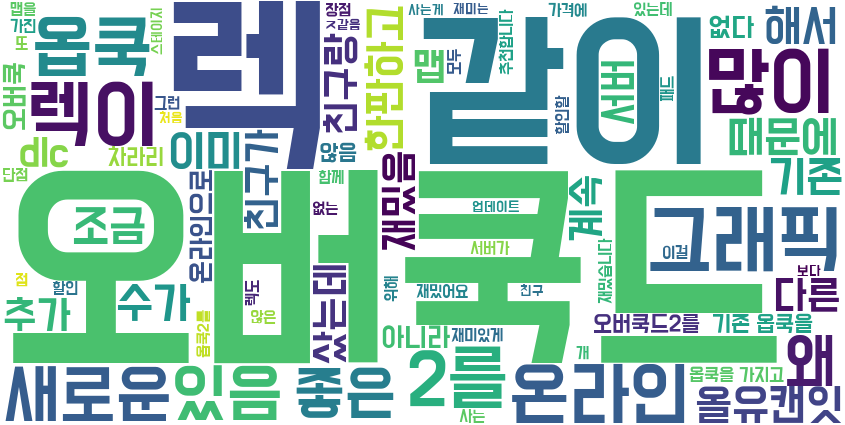 맵을
가진
또
옵쿡
스테이지
렉
장점
ㅈ같음
친구랑
한판하고
사는게
재미는
맵
모두
추천합니다
같이
가격에
버서
있는데
패드
없다
해서
많이
때문에
기존
오버쿡
렉이
그런
처음
dlc
자라리
이미
않음
할인할
단점
오버쿡드
조금
온라인으로
친구가
함께
없는
재밌음
업데이트
계속
서버가
그래픽
이걸
재밌습니다
보다
다른
점
할인
렉도
않은
추가
수가
옵쿡2를
샀는데
위해
재밌어요
친구
아니라
재미있게
개
오버쿡드2를
기존 옵쿡을
왜
새로운
있음
좋은
2를
사는
온라인
옵쿡을 가지고
올유캔잇